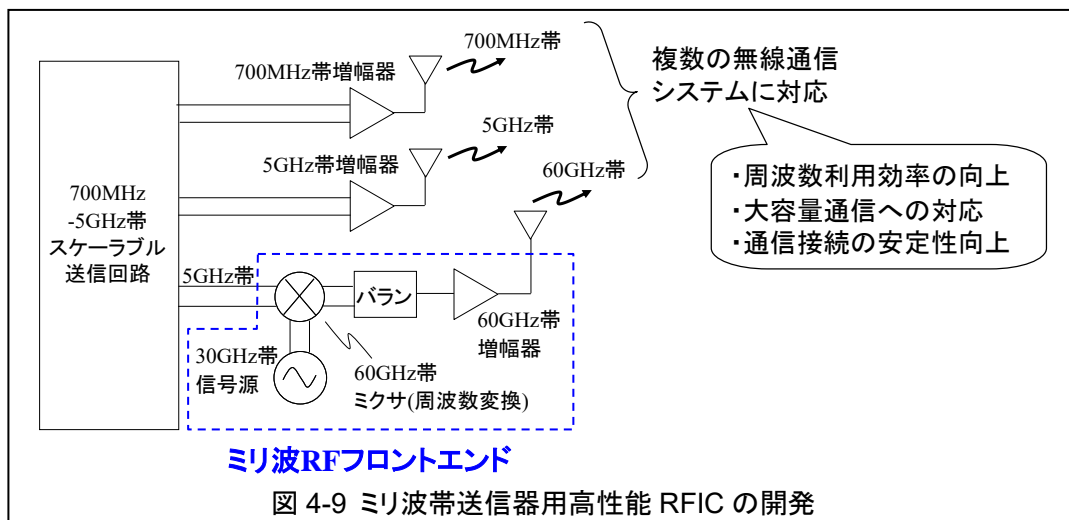 700MHz帯
700MHz帯増幅器
複数の無線通信
システムに対応
5GHz帯
5GHz帯増幅器
60GHz帯
・周波数利用効率の向上
・大容量通信への対応
・通信接続の安定性向上
700MHz
-5GHz帯
スケーラブル
送信回路
5GHz帯
バラン
60GHz帯
増幅器
30GHz帯
信号源
60GHz帯
ミクサ(周波数変換)
ミリ波RFフロントエンド
図 4-9 ミリ波帯送信器用高性能 RFIC の開発